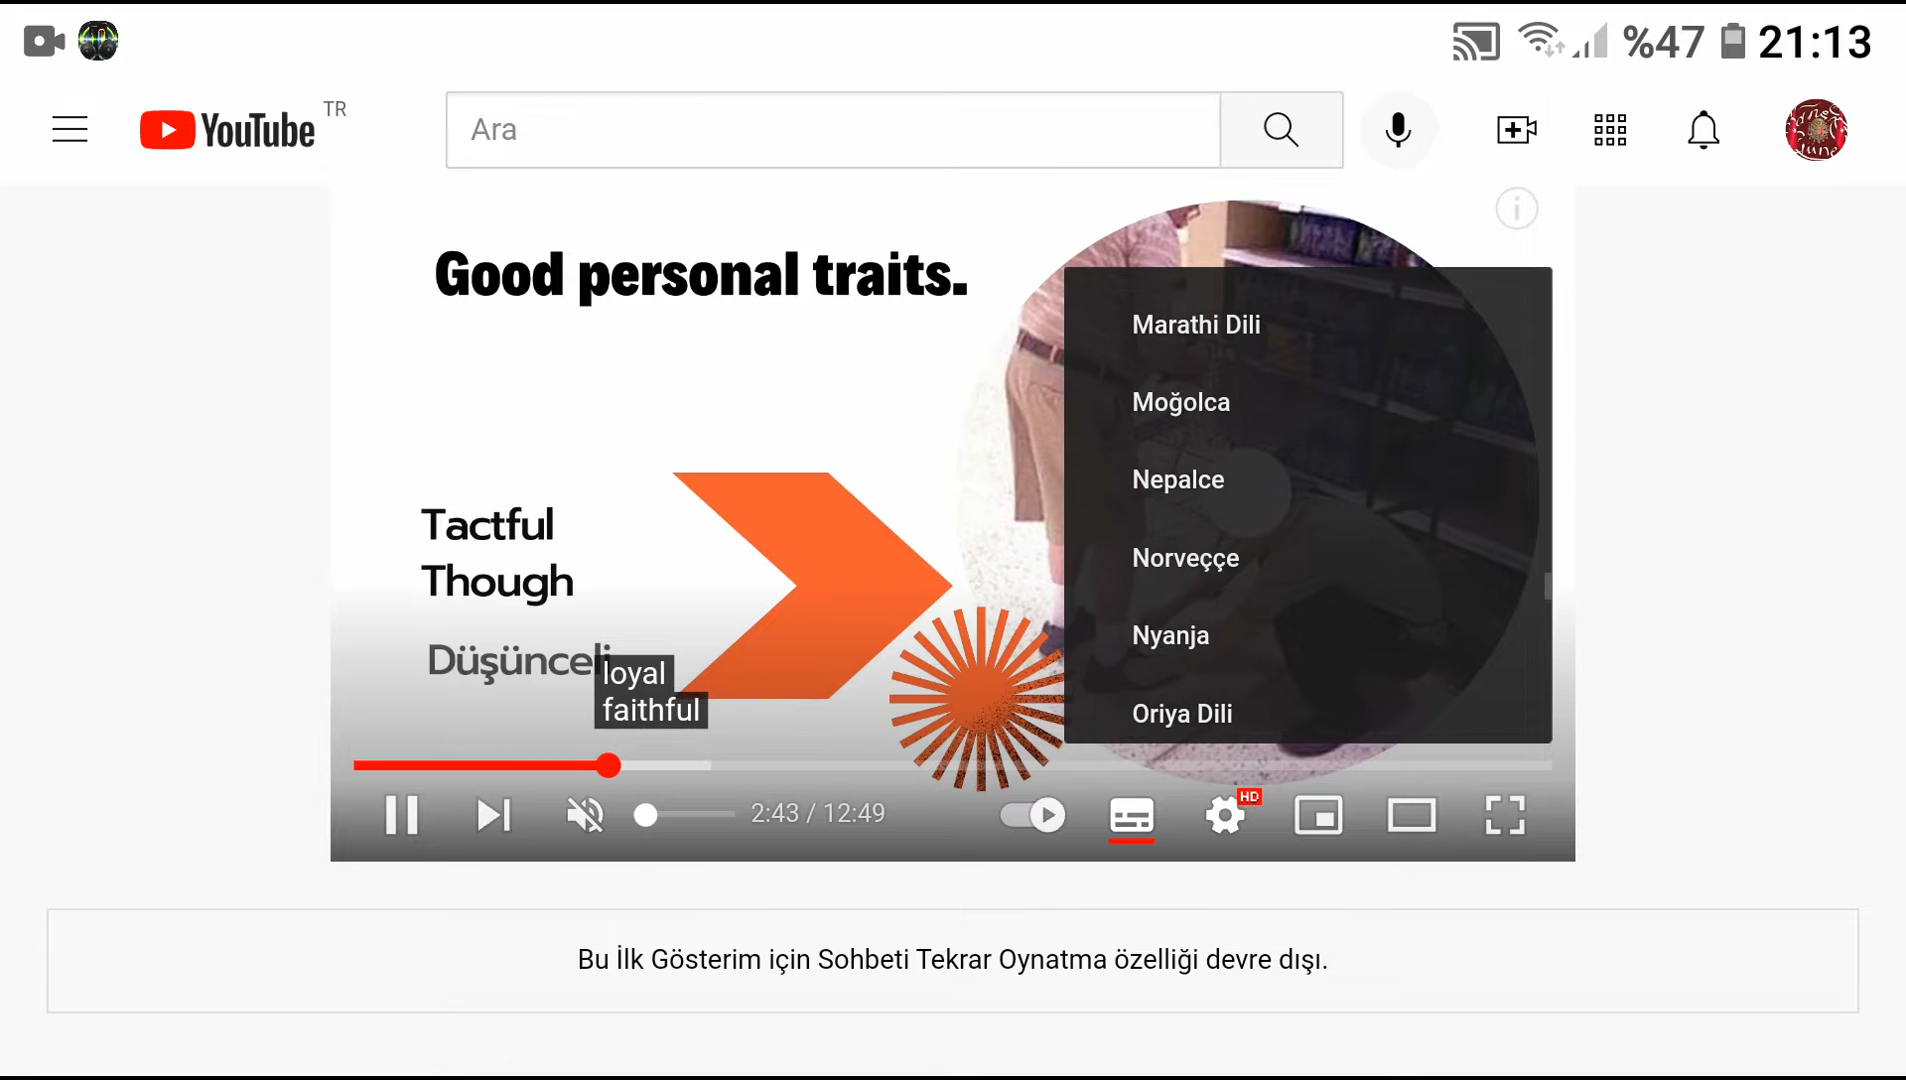 %47 21:13
YouTube TR
Ara
Good personal traits.
Marathi Dili
Moğolca
Nepalce
Norveççe
Nyanja
Oriya Dili
Tactful
Though
Düşünceli
loyal
faithful
2:43 / 12:49
HD
Bu İlk Gösterim için Sohbeti Tekrar Oynatma özelliği devre dışı.